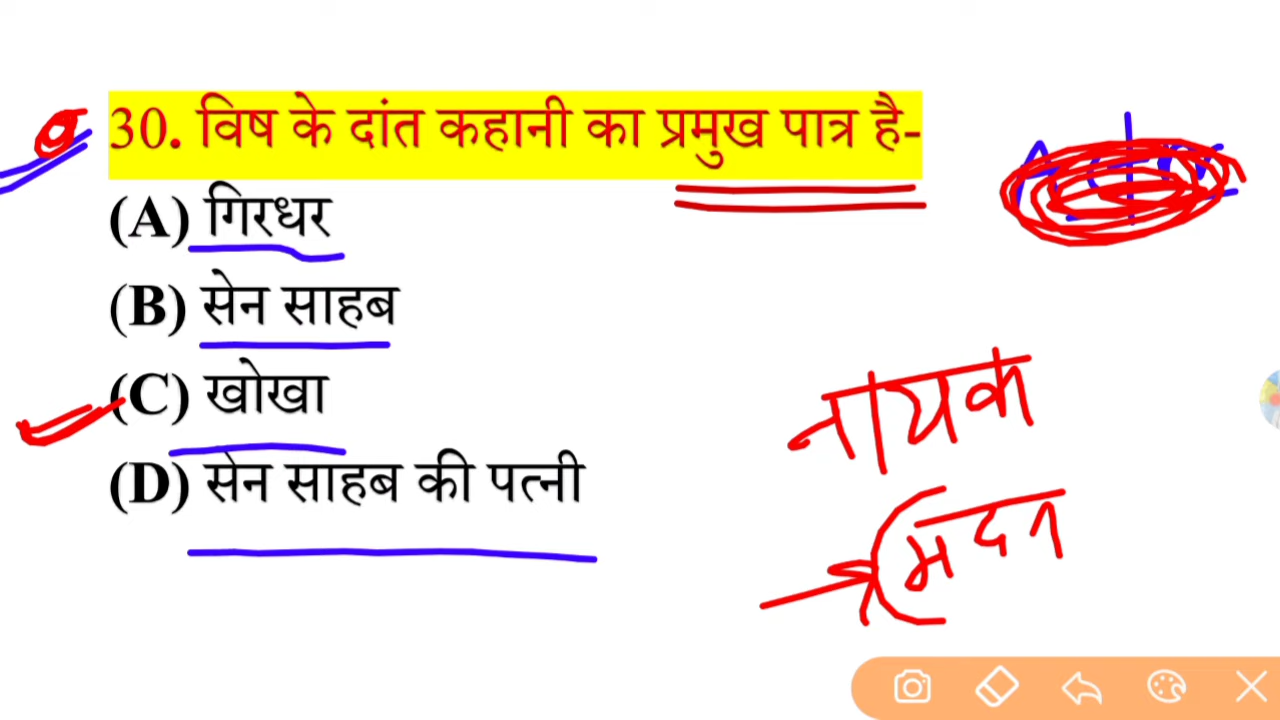 30. विष के दांत कहानी का प्रमुख पात्र है-
(A) गिरधर
(B) सेन साहब
(C) खोखा
(D) सेन साहब की पत्नी
नायक
मदन